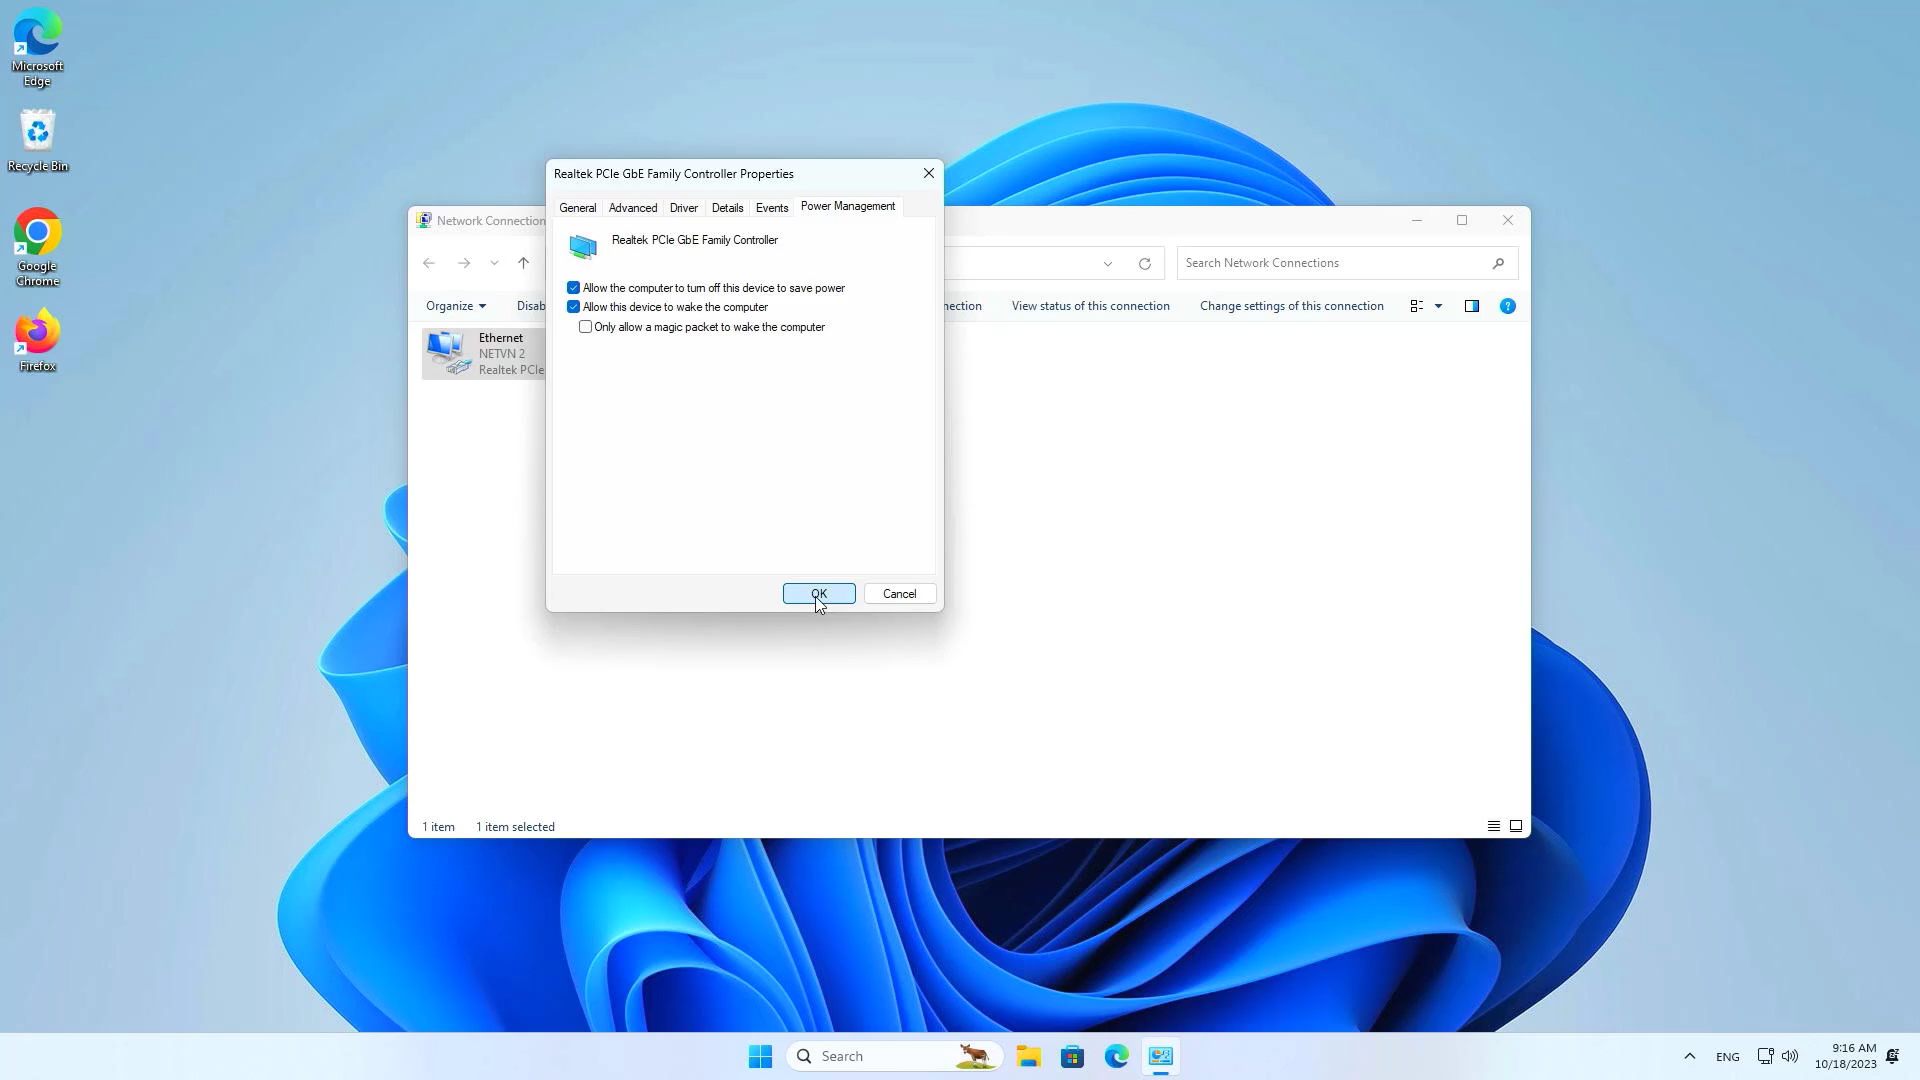 Microsoft
Edge
Recycle Bin
Google
Chrome
Firefox
Network Connection
Search Network Connections
Organize
Disab
nection
View status of this connection
Change settings of this connection
Ethernet
NETVN 2
Realtek PCIe
1 item
1 item selected
Realtek PCIe GbE Family Controller Properties
General
Advanced
Driver
Details
Events
Power Management
Realtek PCIe GbE Family Controller
Allow the computer to turn off this device to save power
Allow this device to wake the computer
Only allow a magic packet to wake the computer
OK
Cancel
Search
ENG
9:16 AM
10/18/2023